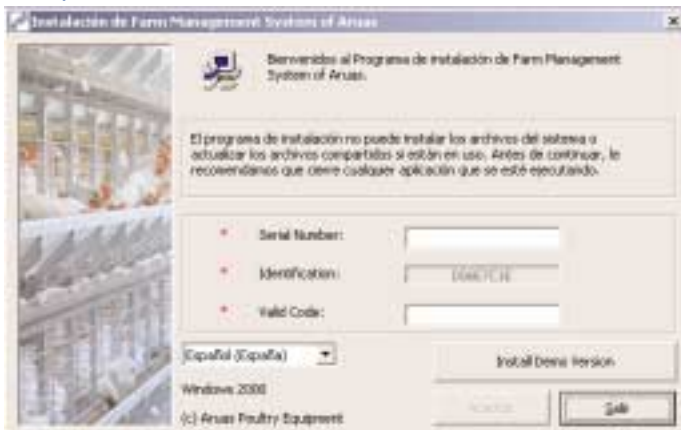 Instalación de Farm Management System of Aruas
Bienvenidos al Programa de instalación de Farm Management
System of Aruas.
El programa de instalación no puede instalar los archivos del sistema o
actualizar los archivos compartidos si están en uso. Antes de continuar, le
recomendamos que cierre cualquier aplicación que se esté ejecutando.
* Serial Number:
* Identification:
* Valid Code:
Español (España)
Install Demo Version
Windows 2000
(c) Aruas Poultry Equipment
Salir